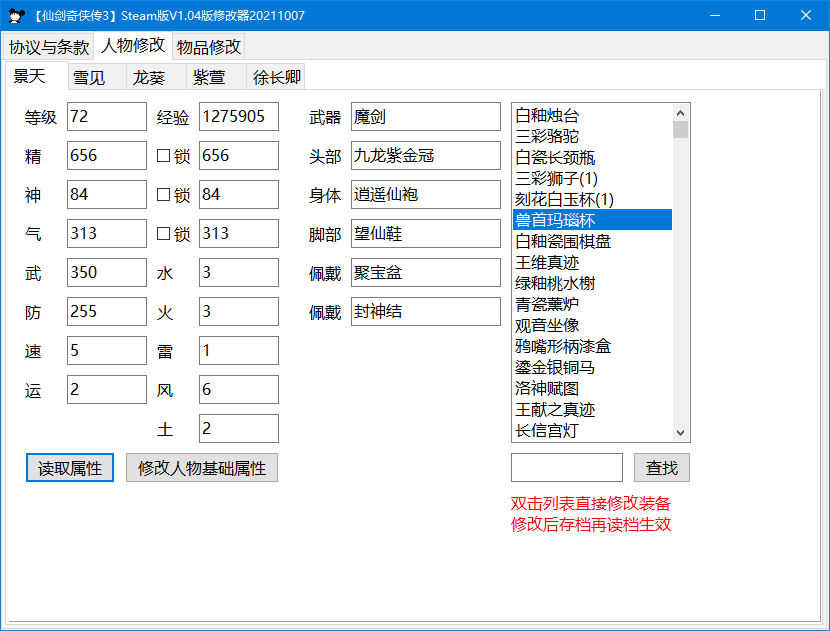 【仙剑奇侠传3】Steam版V1.04版修改器20211007
协议与条款 人物修改 物品修改
景天 雪见 龙葵 紫萱 徐长卿
等级 72 经验 1275905 武器 魔剑
精 656 锁 656 头部 九龙紫金冠
神 84 锁 84 身体 逍遥仙袍
气 313 锁 313 脚部 望仙鞋
武 350 水 3 佩戴 聚宝盆
防 255 火 3 佩戴 封神结
速 5 雷 1
运 2 风 6
土 2
白釉烛台
三彩骆驼
白瓷长颈瓶
三彩狮子(1)
刻花白玉杯(1)
兽首玛瑙杯
白釉瓷围棋盘
王维真迹
绿釉桃水榭
青瓷薰炉
观音坐像
鸦嘴形柄漆盒
鎏金银铜马
洛神赋图
王献之真迹
长信宫灯
读取属性 修改人物基础属性 查找
双击列表直接修改装备
修改后存档再读档生效